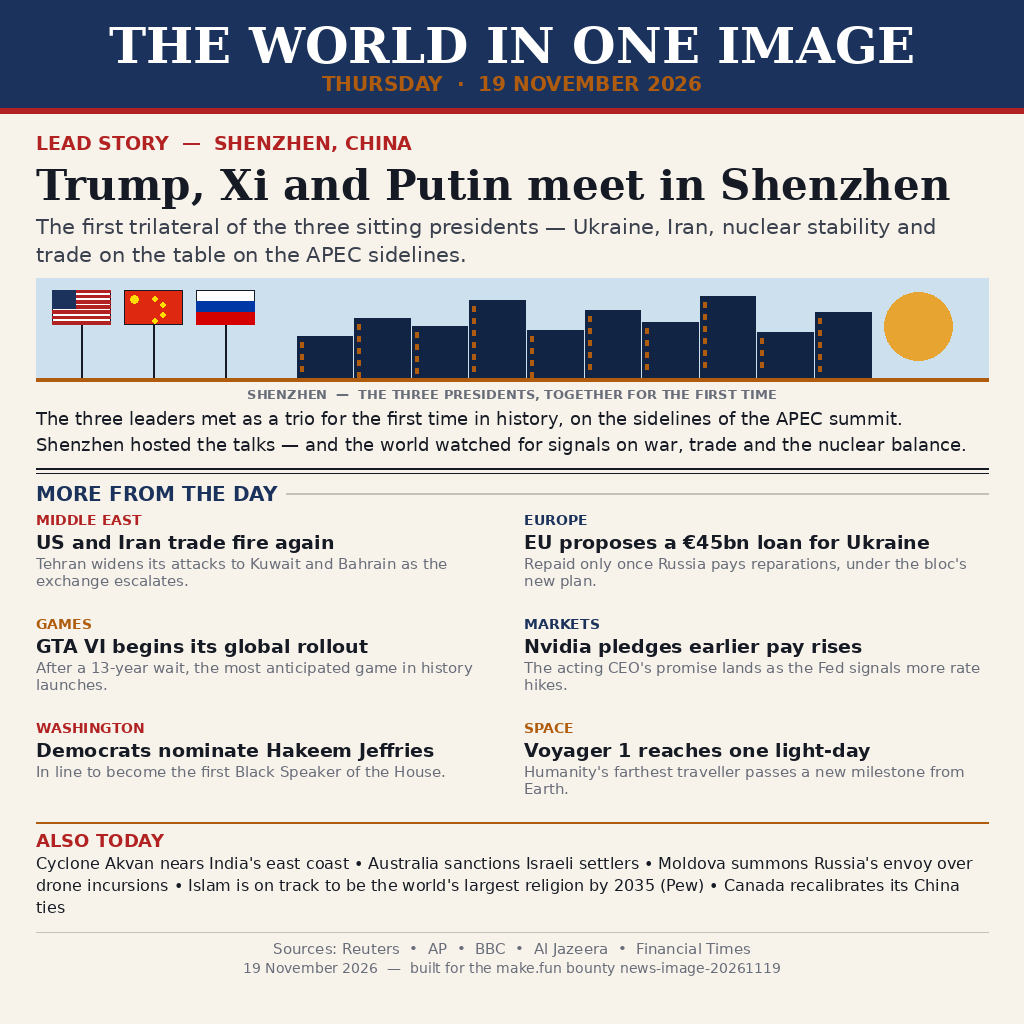 THE WORLD IN ONE IMAGE
THURSDAY · 19 NOVEMBER 2026
LEAD STORY — SHENZHEN, CHINA
Trump, Xi and Putin meet in Shenzhen
The first trilateral of the three sitting presidents — Ukraine, Iran, nuclear stability and
trade on the table on the APEC sidelines.
SHENZHEN — THE THREE PRESIDENTS, TOGETHER FOR THE FIRST TIME
The three leaders met as a trio for the first time in history, on the sidelines of the APEC summit.
Shenzhen hosted the talks — and the world watched for signals on war, trade and the nuclear balance.
MORE FROM THE DAY
MIDDLE EAST
US and Iran trade fire again
Tehran widens its attacks to Kuwait and Bahrain as the
exchange escalates.
EUROPE
EU proposes a €45bn loan for Ukraine
Repaid only once Russia pays reparations, under the bloc's
new plan.
GAMES
GTA VI begins its global rollout
After a 13-year wait, the most anticipated game in history
launches.
MARKETS
Nvidia pledges earlier pay rises
The acting CEO's promise lands as the Fed signals more rate
hikes.
WASHINGTON
Democrats nominate Hakeem Jeffries
In line to become the first Black Speaker of the House.
SPACE
Voyager 1 reaches one light-day
Humanity's farthest traveller passes a new milestone from
Earth.
ALSO TODAY
Cyclone Akvan nears India's east coast • Australia sanctions Israeli settlers • Moldova summons Russia's envoy over
drone incursions • Islam is on track to be the world's largest religion by 2035 (Pew) • Canada recalibrates its China
ties
Sources: Reuters • AP • BBC • Al Jazeera • Financial Times
19 November 2026 — built for the make.fun bounty news-image-20261119